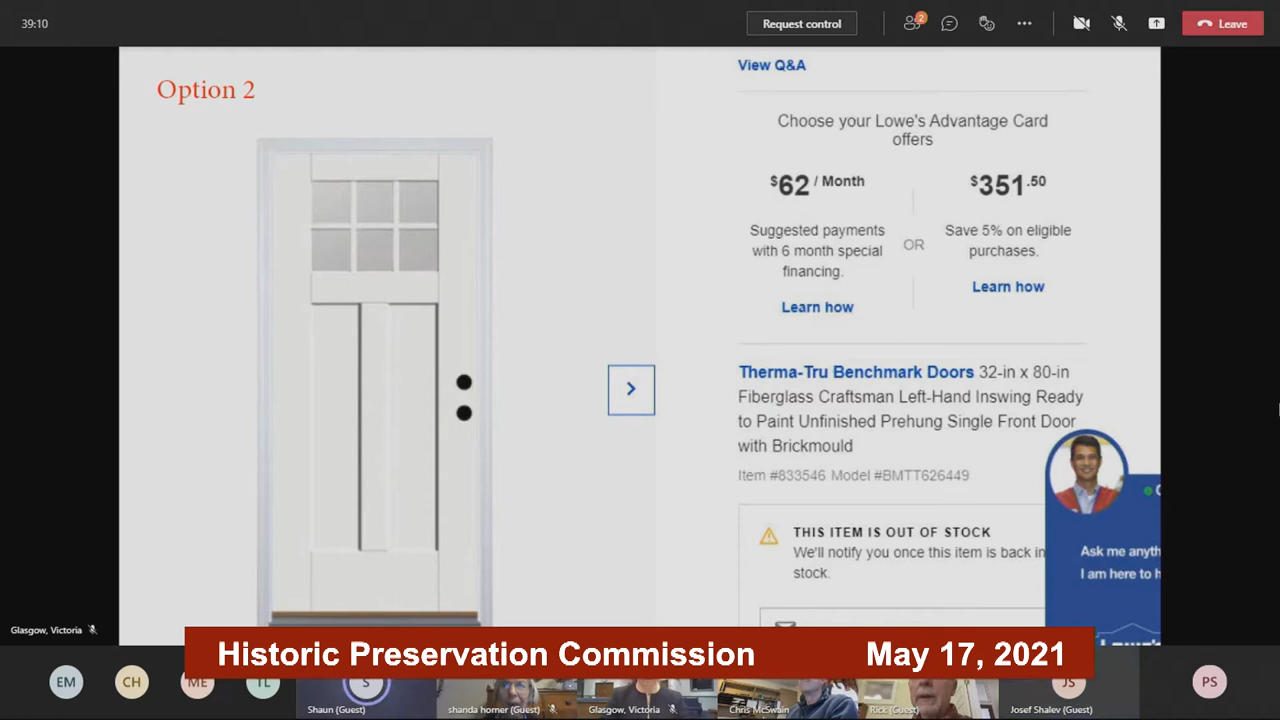 39:10
Request control
2
Leave
View Q&A
Option 2
Choose your Lowe's Advantage Card
offers
$62 / Month
$351.50
Suggested payments
with 6 month special
financing.
OR
Save 5% on eligible
purchases.
Learn how
Learn how
Therma-Tru Benchmark Doors 32-in x 80-in
Fiberglass Craftsman Left-Hand Inswing Ready
to Paint Unfinished Prehung Single Front Door
with Brickmould
Item #833546 Model #BMTT626449
THIS ITEM IS OUT OF STOCK
We'll notify you once this item is back in
stock.
Ask me anyth
I am here to h
Glasgow, Victoria
Historic Preservation Commission May 17, 2021
EM
CH
ME
TL
S
JS
PS
Shaun (Guest)
shanda horner (Guest)
Glasgow, Victoria
Chris McSwain
Rick (Guest)
Josef Shalev (Guest)